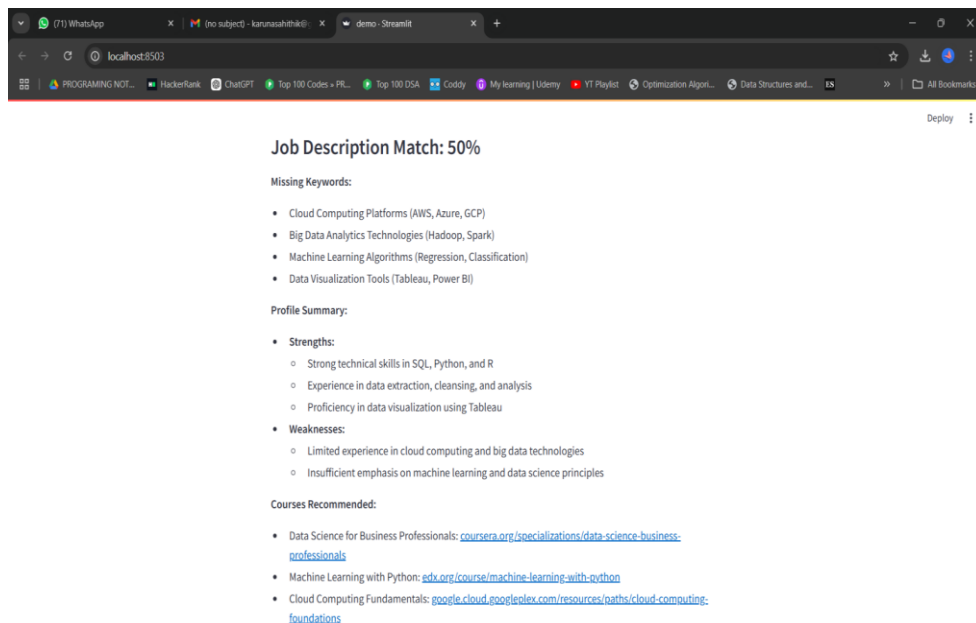 (71) WhatsApp
(no subject) - karunasahithik@g
demo · Streamlit
localhost:8503
PROGRAMING NOT...
HackerRank
ChatGPT
Top 100 Codes » PR...
Top 100 DSA
Coddy
My learning | Udemy
YT Playlist
Optimization Algori...
Data Structures and...
ES
»
All Bookmarks
Deploy
Job Description Match: 50%
Missing Keywords:
• Cloud Computing Platforms (AWS, Azure, GCP)
• Big Data Analytics Technologies (Hadoop, Spark)
• Machine Learning Algorithms (Regression, Classification)
• Data Visualization Tools (Tableau, Power BI)
Profile Summary:
• Strengths:
◦ Strong technical skills in SQL, Python, and R
◦ Experience in data extraction, cleansing, and analysis
◦ Proficiency in data visualization using Tableau
• Weaknesses:
◦ Limited experience in cloud computing and big data technologies
◦ Insufficient emphasis on machine learning and data science principles
Courses Recommended:
• Data Science for Business Professionals: coursera.org/specializations/data-science-business-
professionals
• Machine Learning with Python: edx.org/course/machine-learning-with-python
• Cloud Computing Fundamentals: google.cloud.googleplex.com/resources/paths/cloud-computing-
foundations